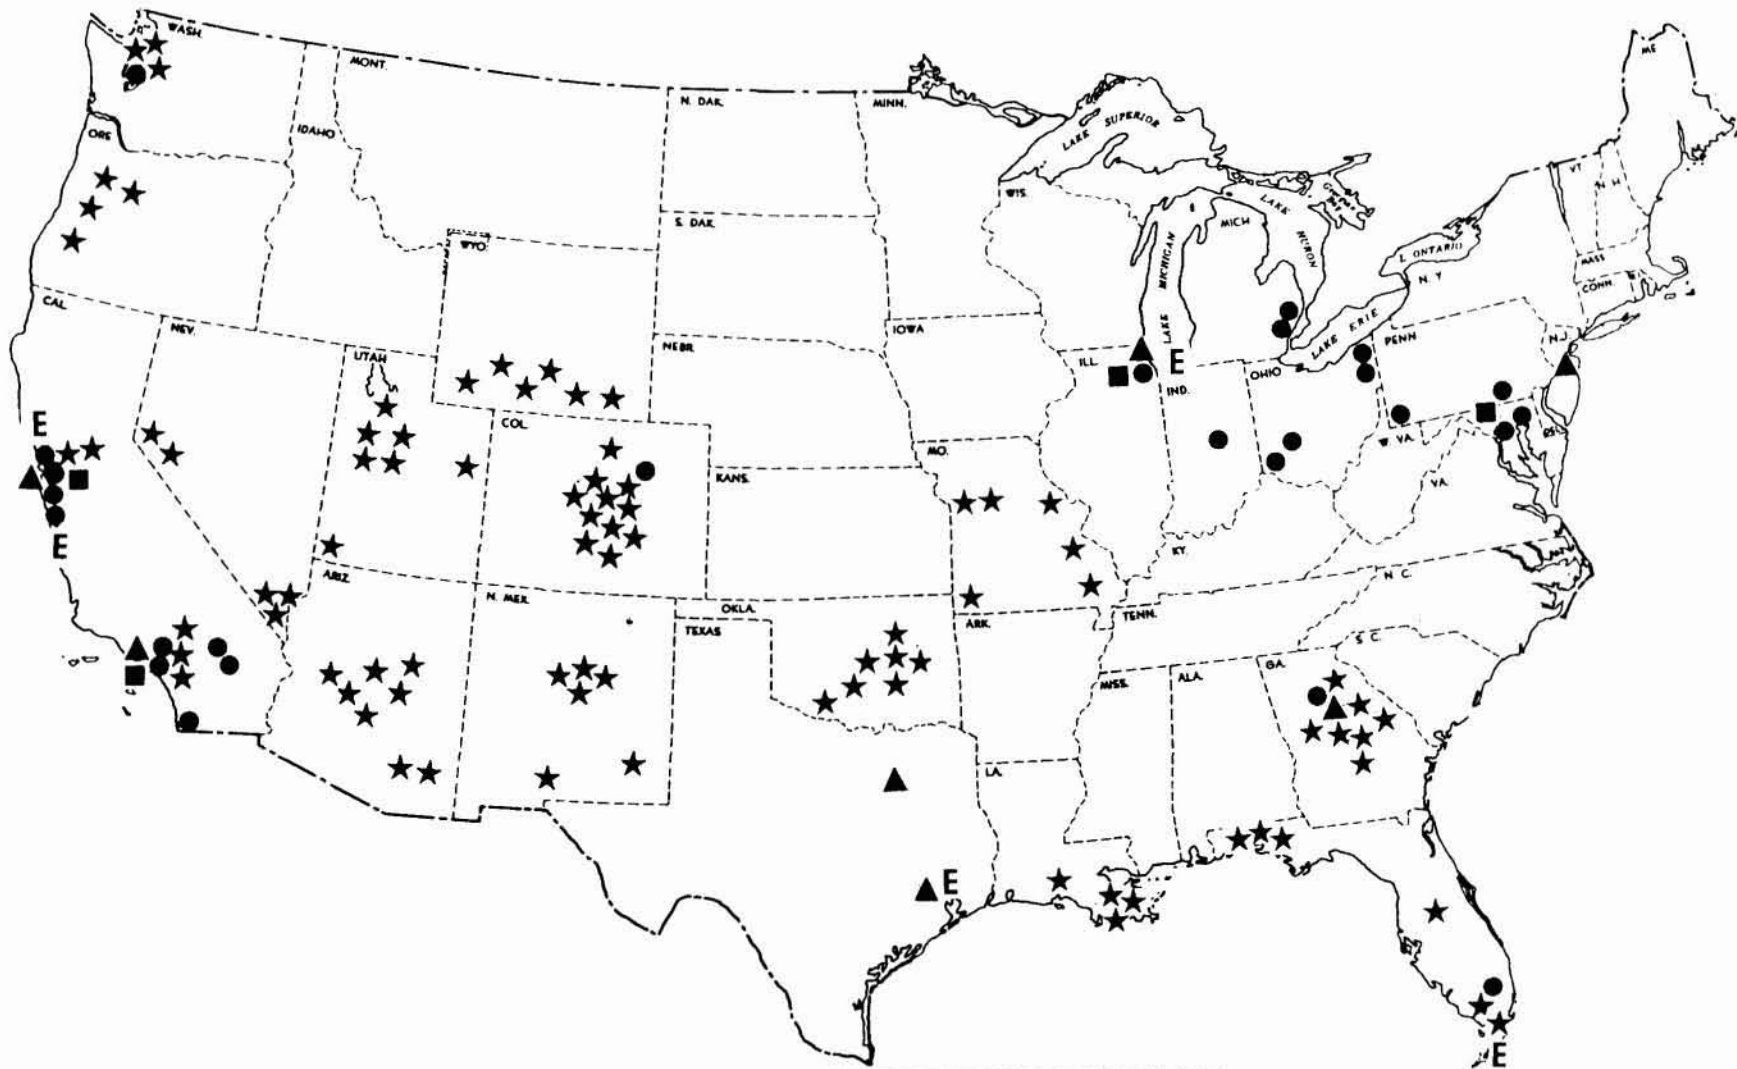 WASH.
MONT.
N. DAK.
MINN.
ME
ORE
IDAHO
LAKE SUPERIOR
WIS.
VT.
N H
WYO.
S. DAK.
MICH
LAKE HURON
LAKE MICHIGAN
L ONTARIO
N. Y
MASS
CONN.
CAL.
NEV.
UTAH
NEBR.
IOWA
ILL.
E
IND.
OHIO
LAKE ERIE
PENN
N.J.
COL.
E
KANS.
MO.
W. VA.
VA.
KY.
E
ARIZ.
N. MEX.
OKLA.
TEXAS
ARK.
TENN.
N C.
S C.
MISS.
ALA.
GA.
LA.
E
E